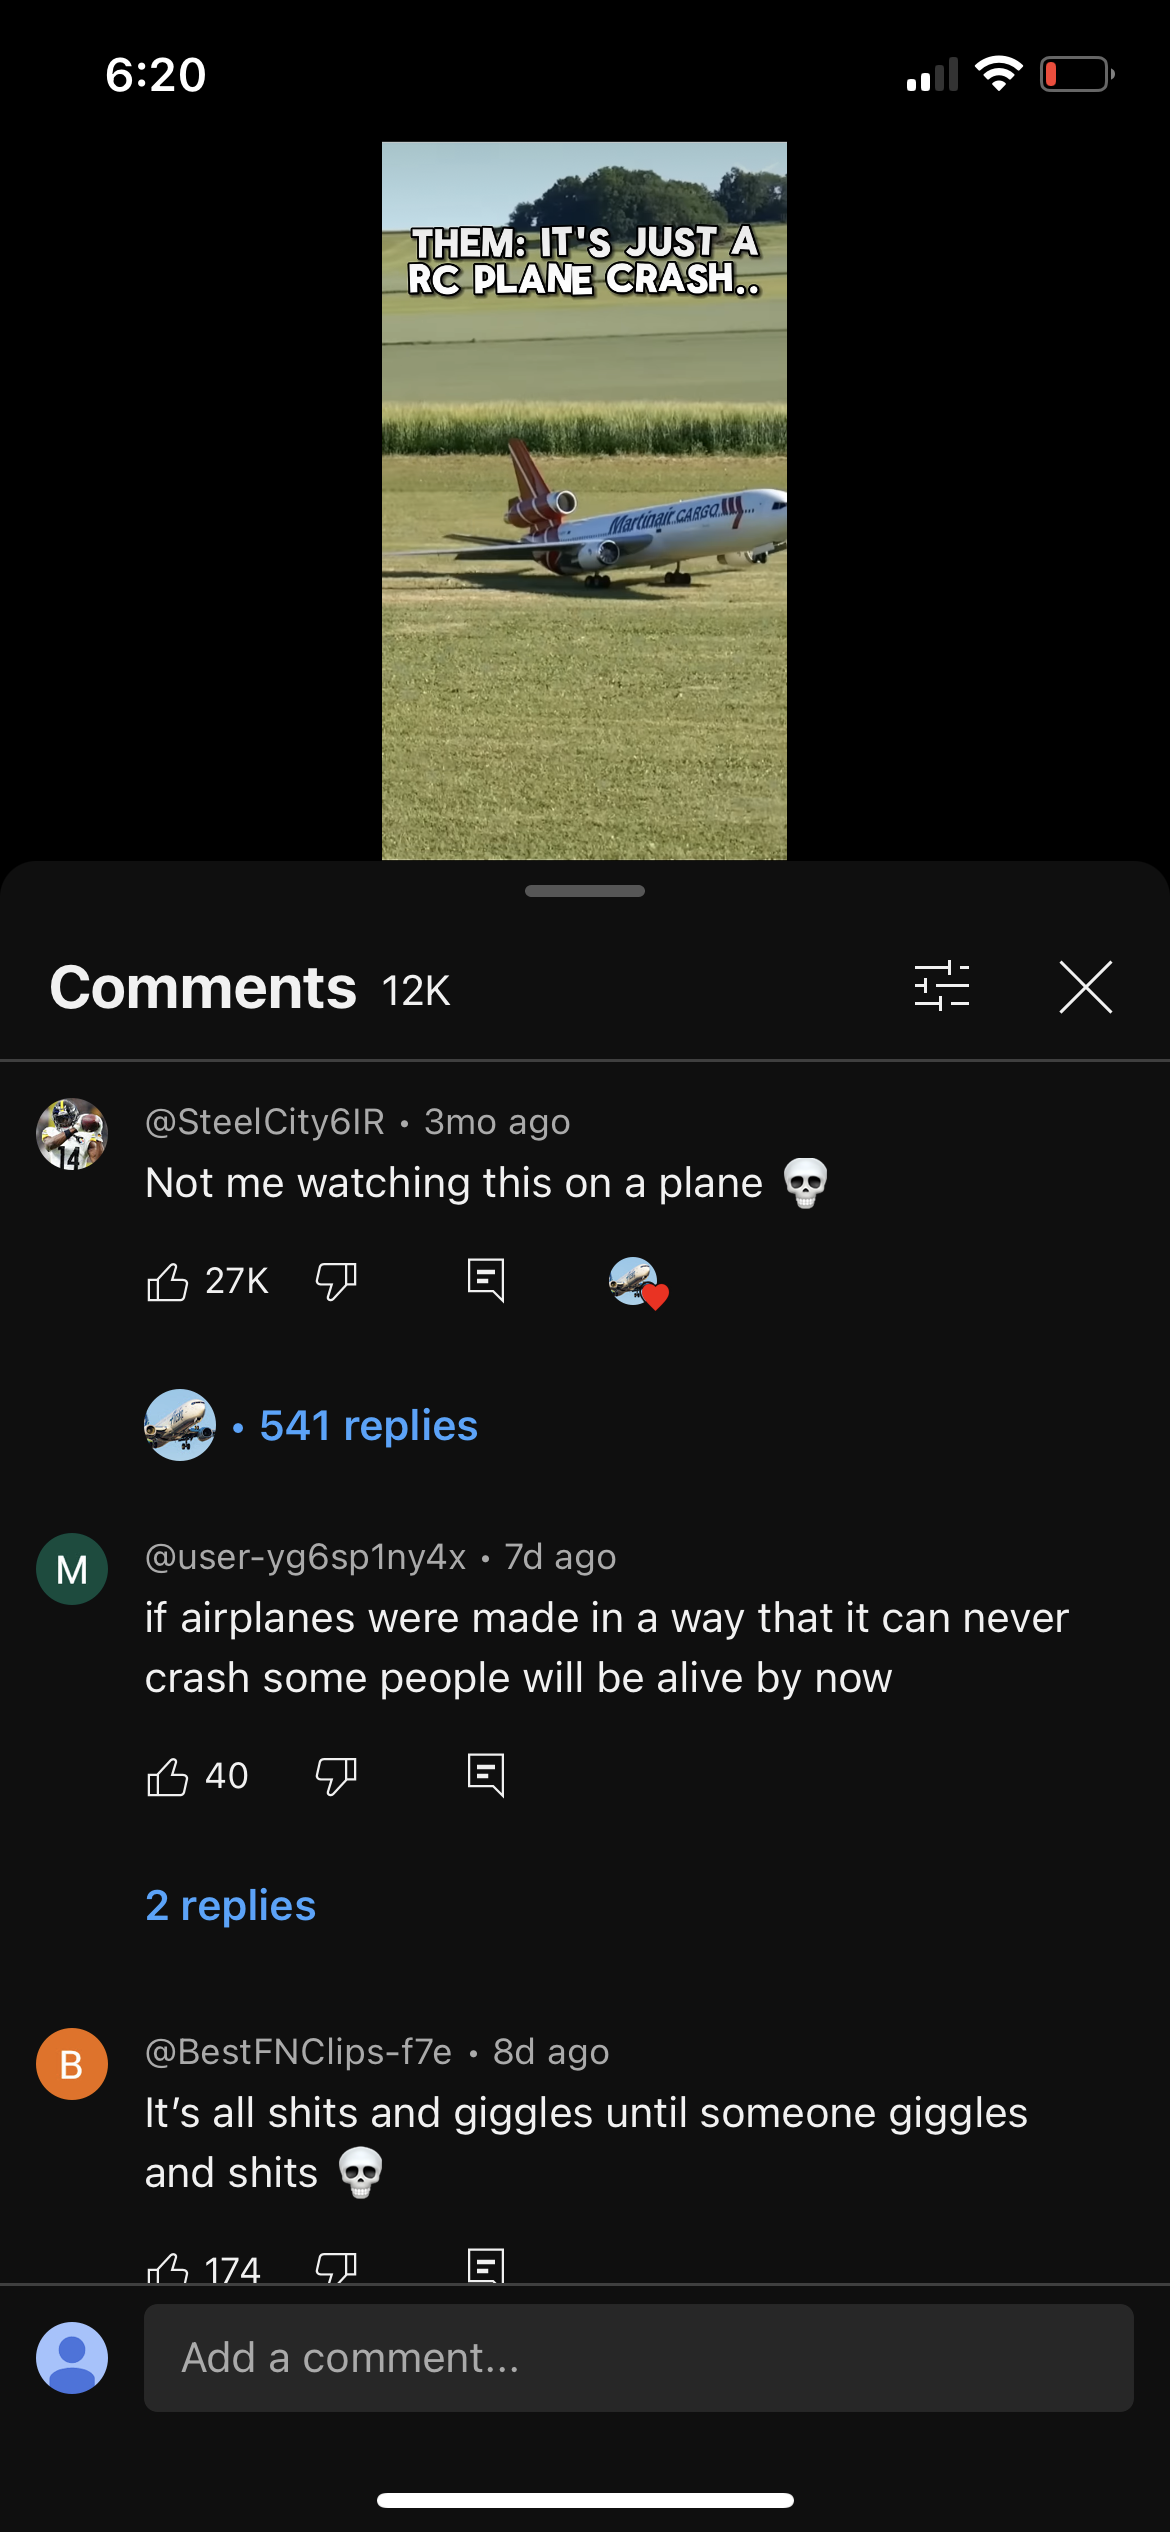 6:20
THEM: IT'S JUST A
RC PLANE CRASH..
Martinair CARGO
Comments 12K
@SteelCity6IR • 3mo ago
Not me watching this on a plane 💀
27K
• 541 replies
M
@user-yg6sp1ny4x • 7d ago
if airplanes were made in a way that it can never
crash some people will be alive by now
40
2 replies
B
@BestFNClips-f7e • 8d ago
It’s all shits and giggles until someone giggles
and shits 💀
174
Add a comment...